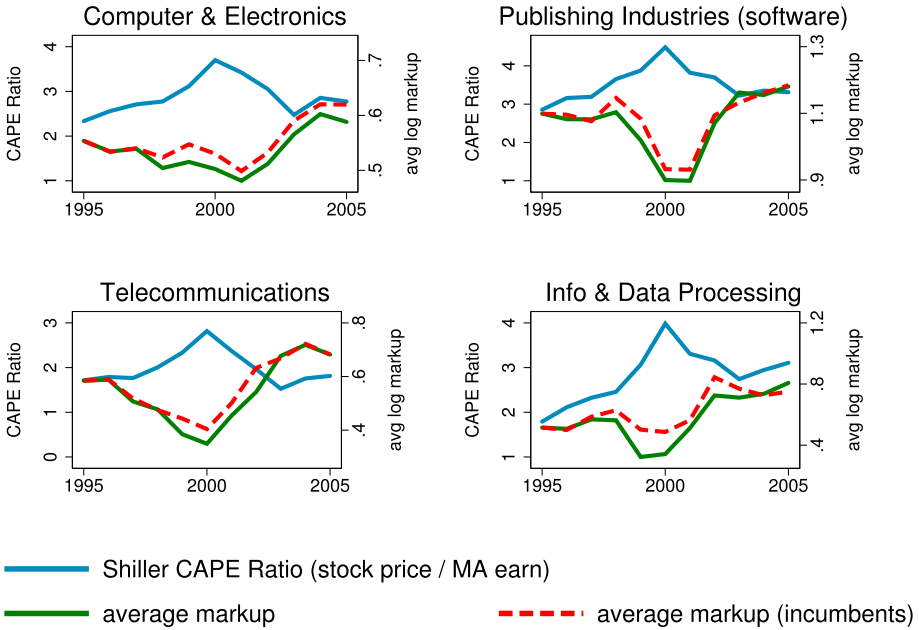 Computer & Electronics
CAPE Ratio
4
3
2
1
.7
.6
.5
avg log markup
1995
2000
2005
Publishing Industries (software)
CAPE Ratio
4
3
2
1
1.3
1.1
.9
avg log markup
1995
2000
2005
Telecommunications
CAPE Ratio
3
2
1
0
.8
.6
.4
avg log markup
1995
2000
2005
Info & Data Processing
CAPE Ratio
4
3
2
1
1.2
.8
.4
avg log markup
1995
2000
2005
Shiller CAPE Ratio (stock price / MA earn)
average markup
average markup (incumbents)